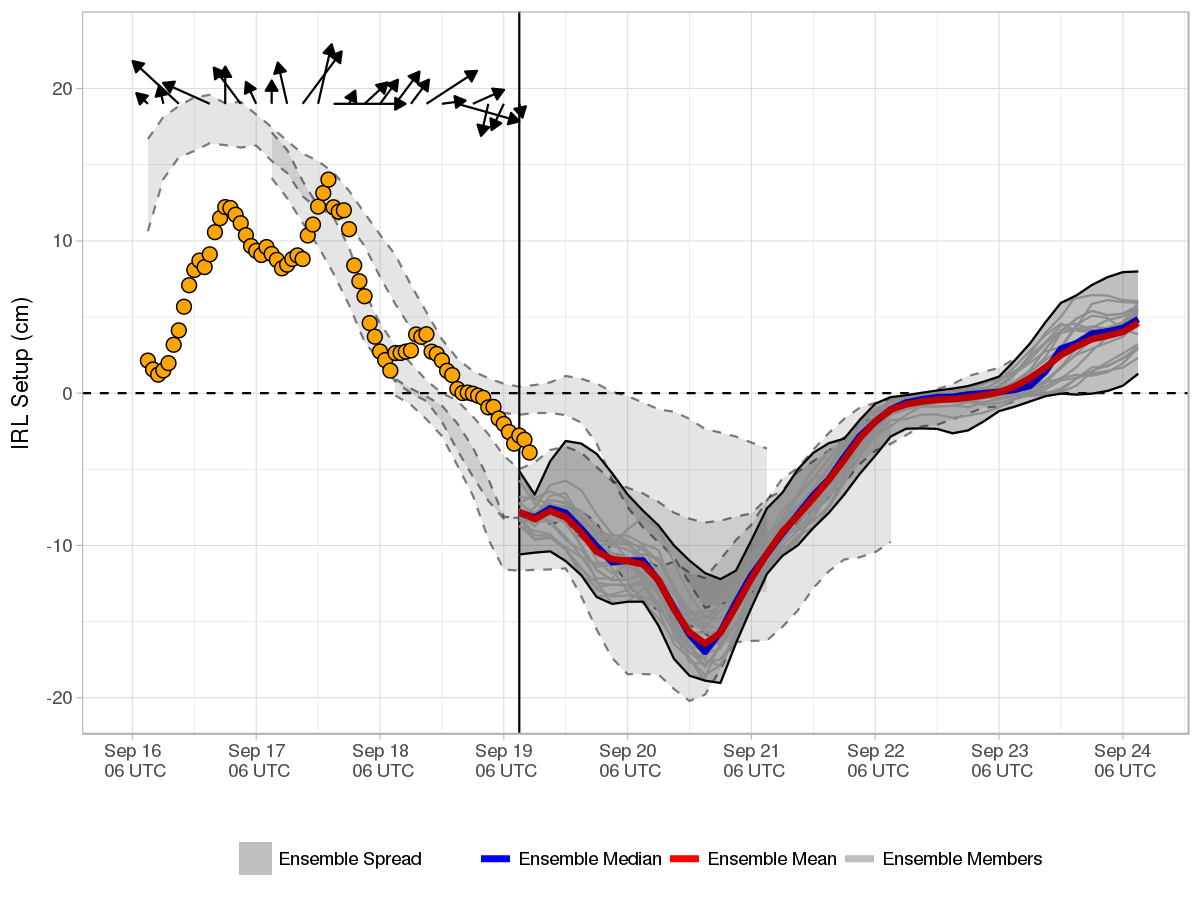 IRL Setup (cm)
20
10
0
-10
-20
Sep 16 Sep 17 Sep 18 Sep 19 Sep 20 Sep 21 Sep 22 Sep 23 Sep 24
06 UTC 06 UTC 06 UTC 06 UTC 06 UTC 06 UTC 06 UTC 06 UTC 06 UTC
Ensemble Spread Ensemble Median Ensemble Mean Ensemble Members